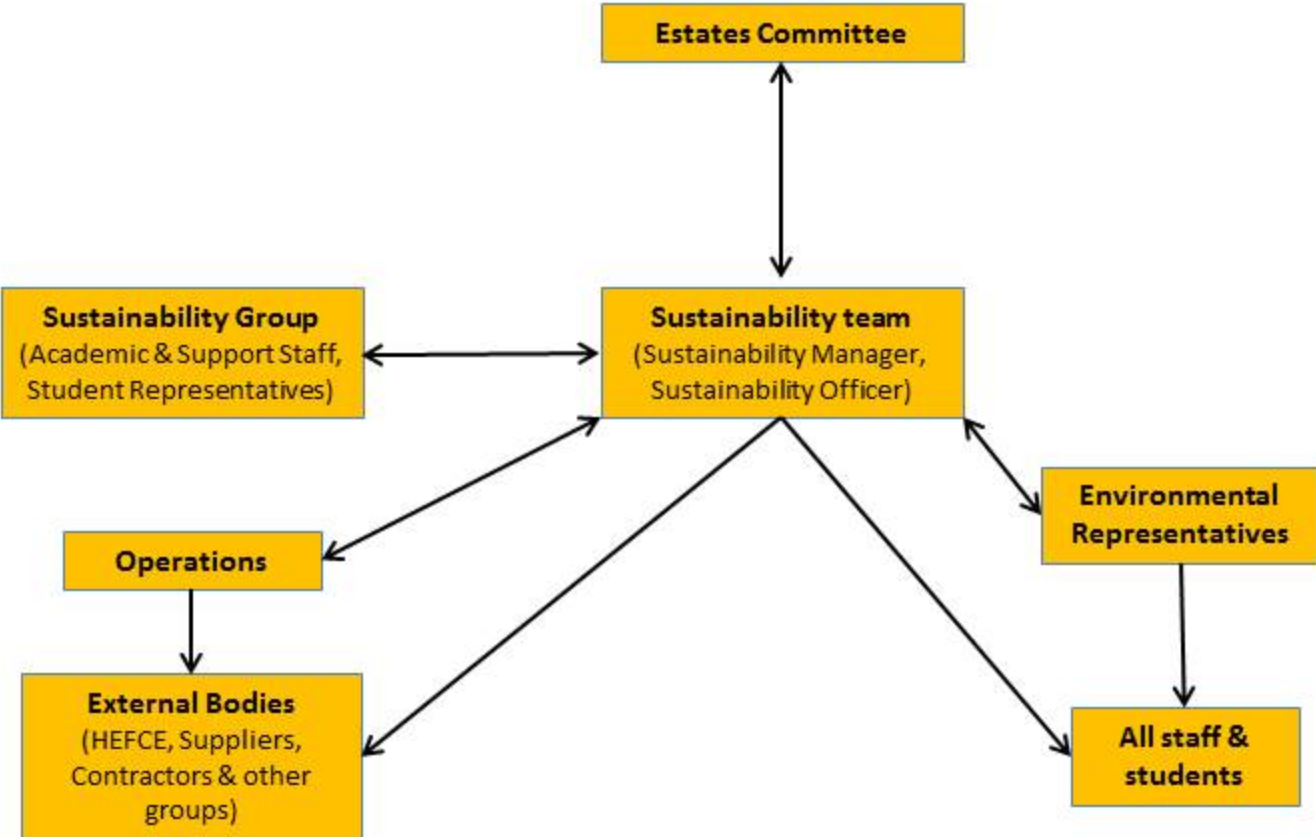 Estates Committee
Sustainability Group
(Academic & Support Staff,
Student Representatives)
Sustainability team
(Sustainability Manager,
Sustainability Officer)
Environmental
Representatives
Operations
External Bodies
(HEFCE, Suppliers,
Contractors & other
groups)
All staff &
students